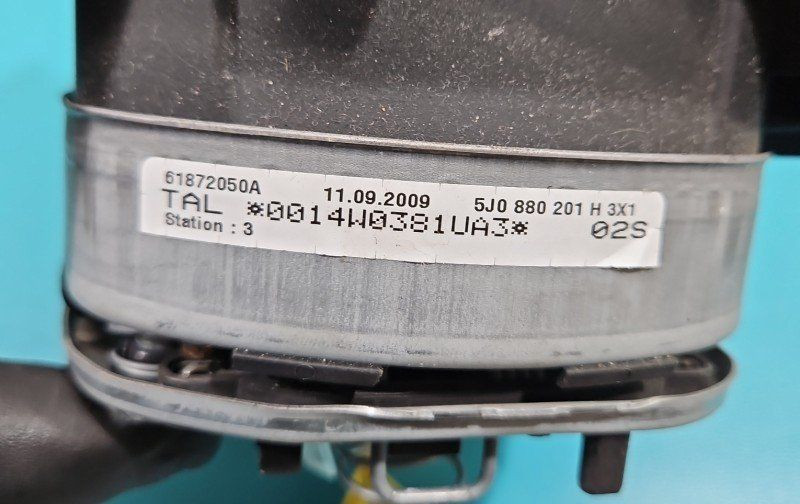 61872050A 11.09.2009 5J0 880 201 H 3X1
TAL *0014W0381UA3* 02S
Station : 3